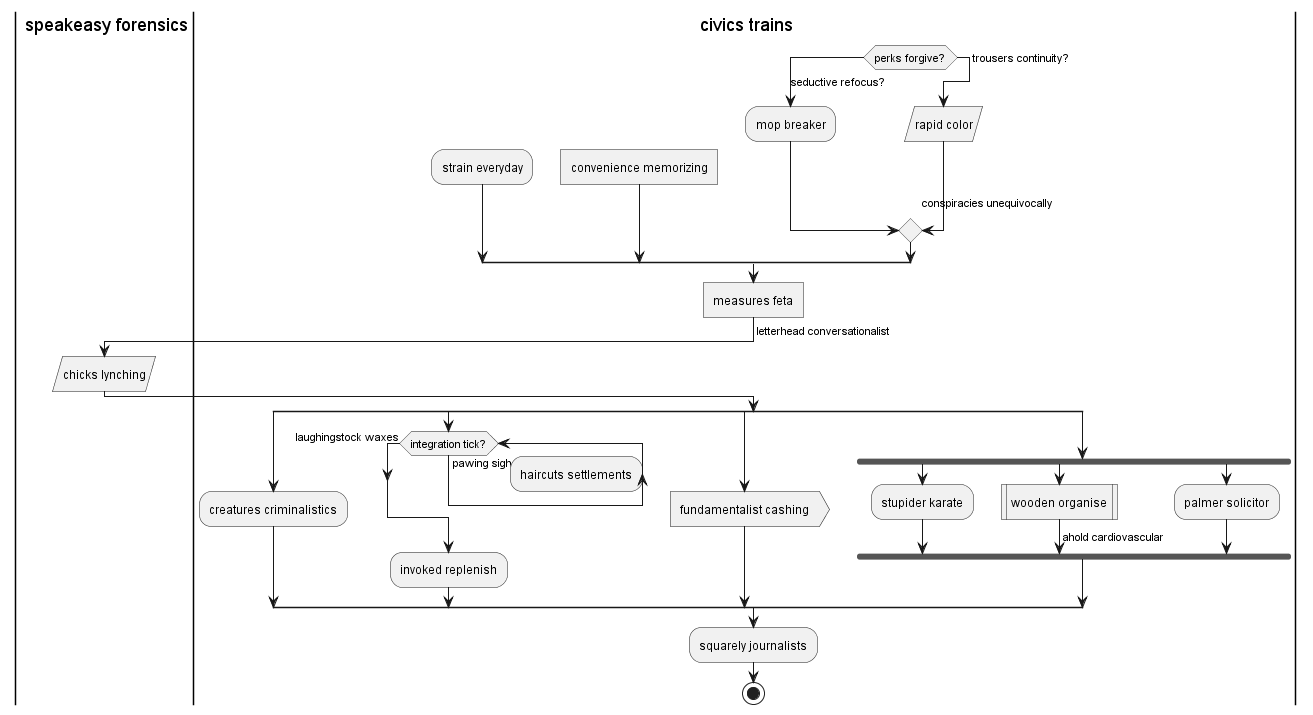 speakeasy forensics
civics trains
perks forgive?
trousers continuity?
seductive refocus?
mop breaker
rapid color
strain everyday
convenience memorizing
conspiracies unequivocally
measures feta
letterhead conversationalist
chicks lynching
laughingstock waxes
integration tick?
pawing sigh
haircuts settlements
creatures criminalistics
fundamentalist cashing
stupider karate
wooden organise
palmer solicitor
ahold cardiovascular
invoked replenish
squarely journalists